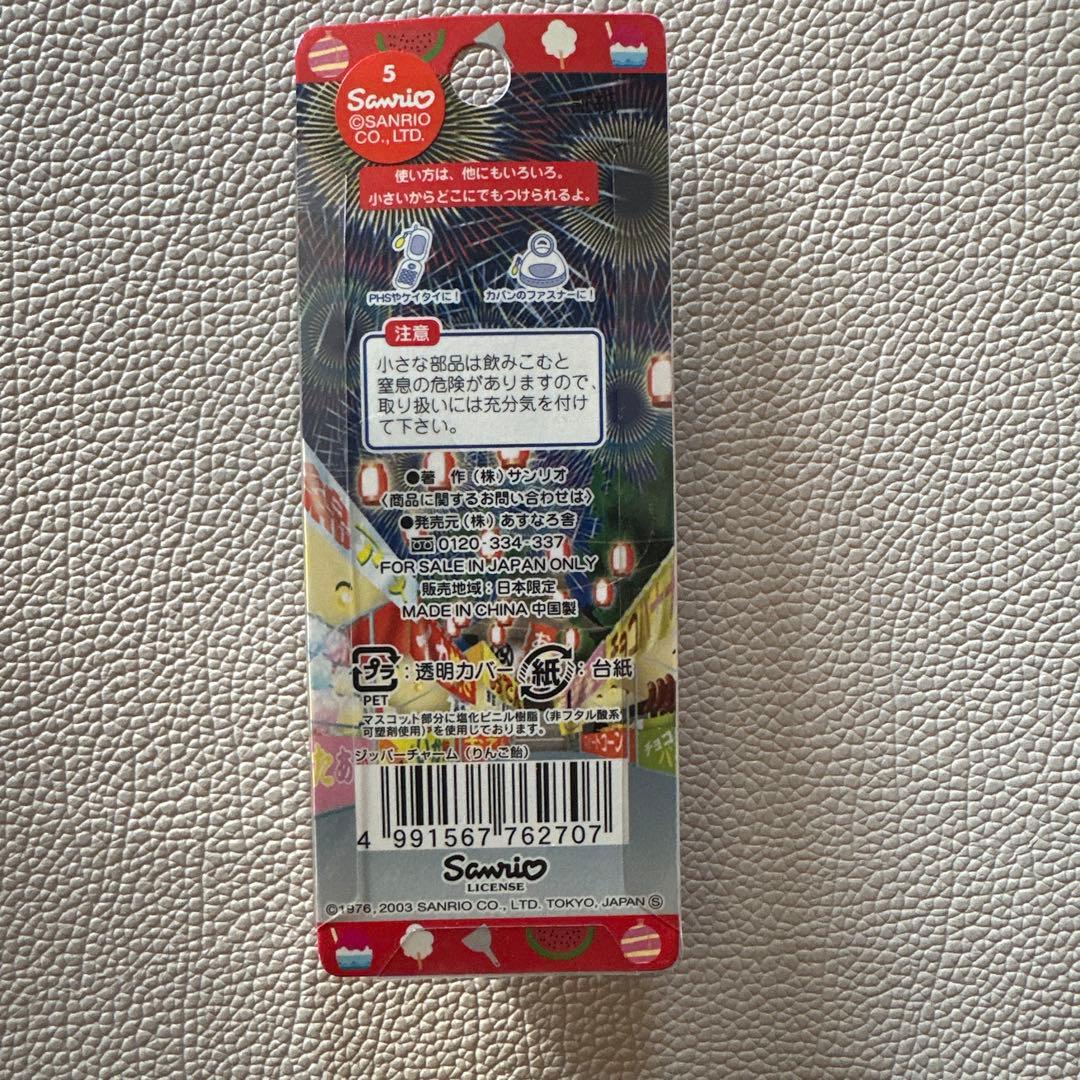 5
Sanrio
©SANRIO
CO., LTD.
使い方は、他にもいろいろ。
小さいからどこにでもつけられるよ。
PHSやケイタイに!
カバンのファスナーに!
注意
小さな部品は飲みこむと
窒息の危険がありますので、
取り扱いには充分気を付け
て下さい。
●著 作(株)サンリオ
〈商品に関するお問い合わせは〉
●発売元(株)あすなろ舎
0120-334-337
FOR SALE IN JAPAN ONLY
販売地域:日本限定
MADE IN CHINA 中国製
プラ:透明カバー 紙:台紙
PET
マスコット部分に塩化ビニル樹脂(非フタル酸系
可塑剤使用)を使用しております。
ジッパーチャーム(りんご飴)
4 991567 762707
Sanrio
LICENSE
©1976, 2003 SANRIO CO., LTD. TOKYO, JAPAN Ⓢ